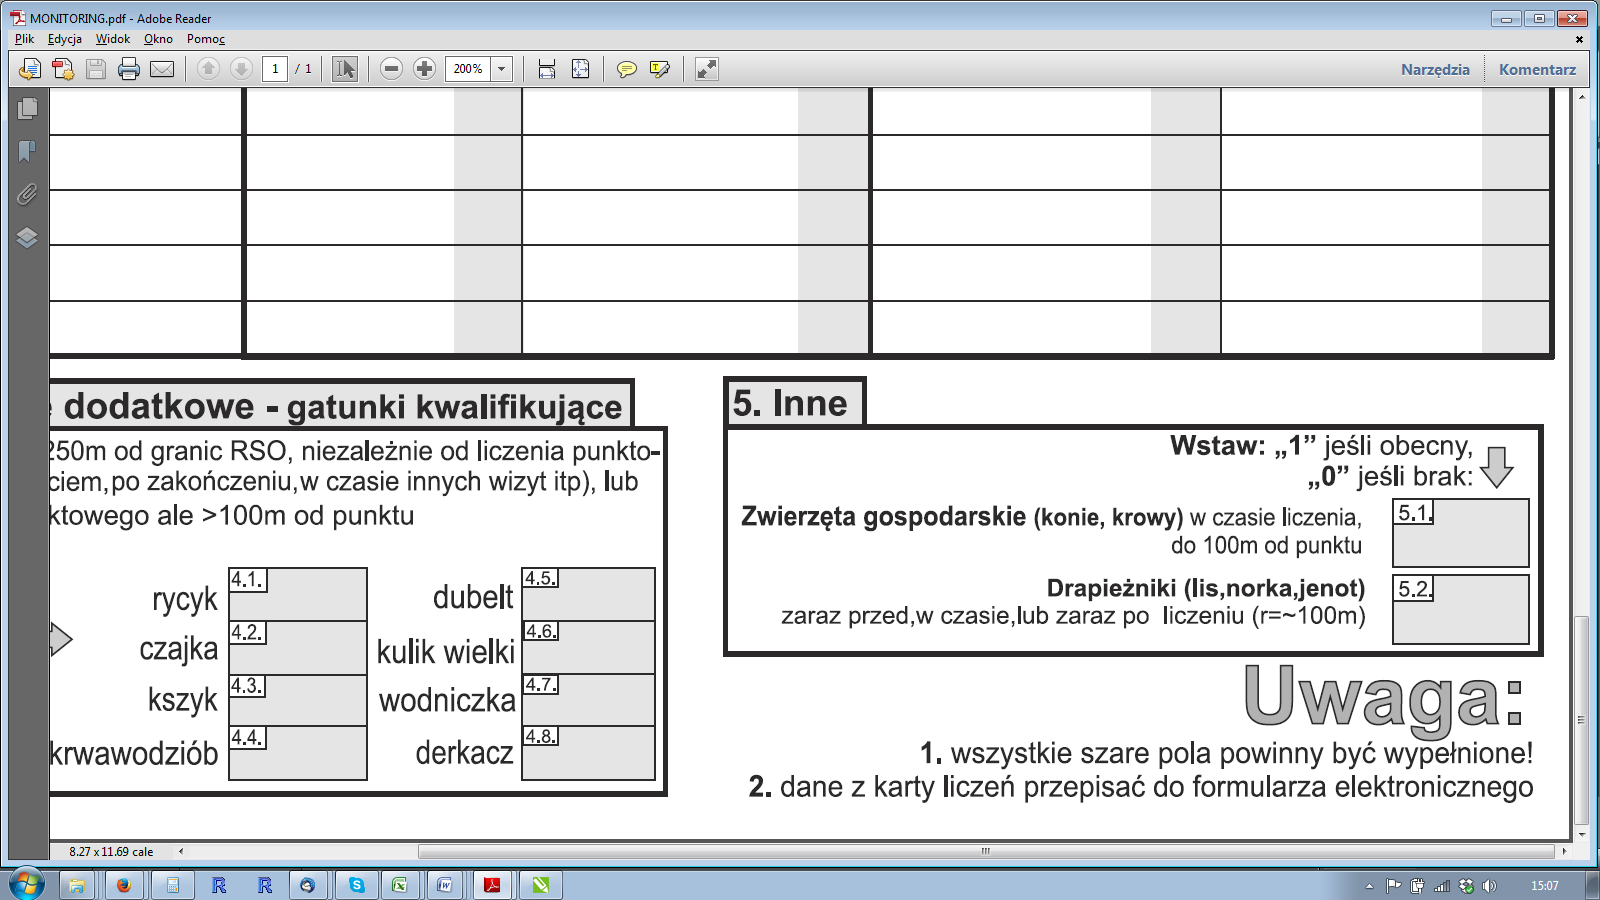 MONITORING.pdf - Adobe Reader
Plik Edycja Widok Okno Pomoc
1 / 1 200% Narzędzia Komentarz
dodatkowe - gatunki kwalifikujące
250m od granic RSO, niezależnie od liczenia punkto-
ciem,po zakończeniu,w czasie innych wizyt itp), lub
ktowego ale >100m od punktu
rycyk 4.1. dubelt 4.5.
czajka 4.2. kulik wielki 4.6.
kszyk 4.3. wodniczka 4.7.
krwawodziób 4.4. derkacz 4.8.
5. Inne
Wstaw: „1” jeśli obecny,
„0” jeśli brak:
Zwierzęta gospodarskie (konie, krowy) w czasie liczenia, 5.1.
do 100m od punktu
Drapieżniki (lis,norka,jenot) 5.2.
zaraz przed,w czasie,lub zaraz po liczeniu (r=~100m)
Uwaga:
1. wszystkie szare pola powinny być wypełnione!
2. dane z karty liczeń przepisać do formularza elektronicznego
8.27 x 11.69 cale
15:07